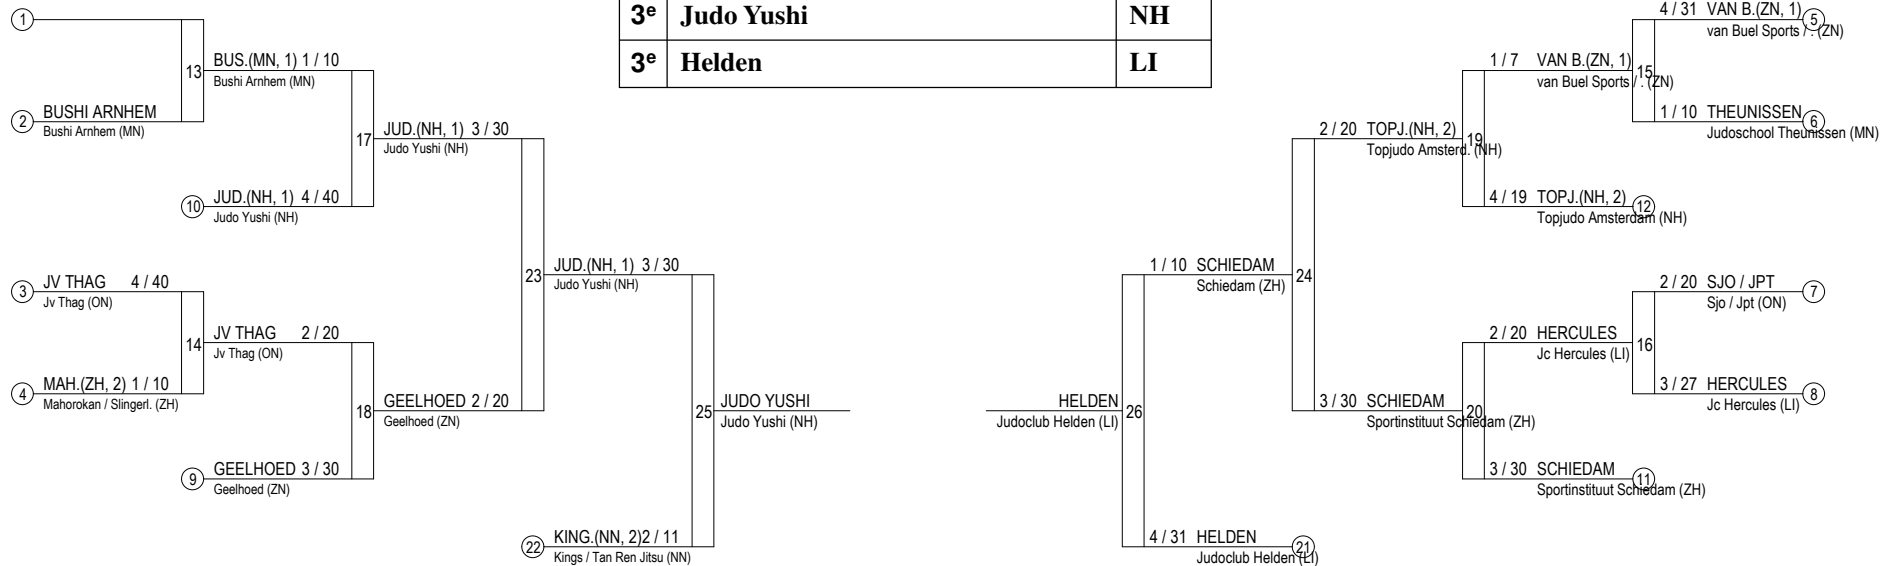 3e Judo Yushi NH
3e Helden LI
1
13
BUS.(MN, 1) 1 / 10
Bushi Arnhem (MN)
2 BUSHI ARNHEM
Bushi Arnhem (MN)
17
JUD.(NH, 1) 3 / 30
Judo Yushi (NH)
10 JUD.(NH, 1) 4 / 40
Judo Yushi (NH)
23
JUD.(NH, 1) 3 / 30
Judo Yushi (NH)
3 JV THAG 4 / 40
Jv Thag (ON)
14
JV THAG 2 / 20
Jv Thag (ON)
4 MAH.(ZH, 2) 1 / 10
Mahorokan / Slingerl. (ZH)
18
GEELHOED 2 / 20
Geelhoed (ZN)
9 GEELHOED 3 / 30
Geelhoed (ZN)
25
JUDO YUSHI
Judo Yushi (NH)
22 KING.(NN, 2)2 / 11
Kings / Tan Ren Jitsu (NN)
4 / 31 VAN B.(ZN, 1) 5
van Buel Sports / . (ZN)
1 / 7 VAN B.(ZN, 1) 15
van Buel Sports / . (ZN)
1 / 10 THEUNISSEN 6
Judoschool Theunissen (MN)
2 / 20 TOPJ.(NH, 2) 19
Topjudo Amsterd. (NH)
4 / 19 TOPJ.(NH, 2) 12
Topjudo Amsterdam (NH)
1 / 10 SCHIEDAM 24
Schiedam (ZH)
2 / 20 SJO / JPT 7
Sjo / Jpt (ON)
2 / 20 HERCULES 16
Jc Hercules (LI)
3 / 27 HERCULES 8
Jc Hercules (LI)
3 / 30 SCHIEDAM 20
Sportinstituut Schiedam (ZH)
3 / 30 SCHIEDAM 11
Sportinstituut Schiedam (ZH)
HELDEN 26
Judoclub Helden (LI)
4 / 31 HELDEN 21
Judoclub Helden (LI)